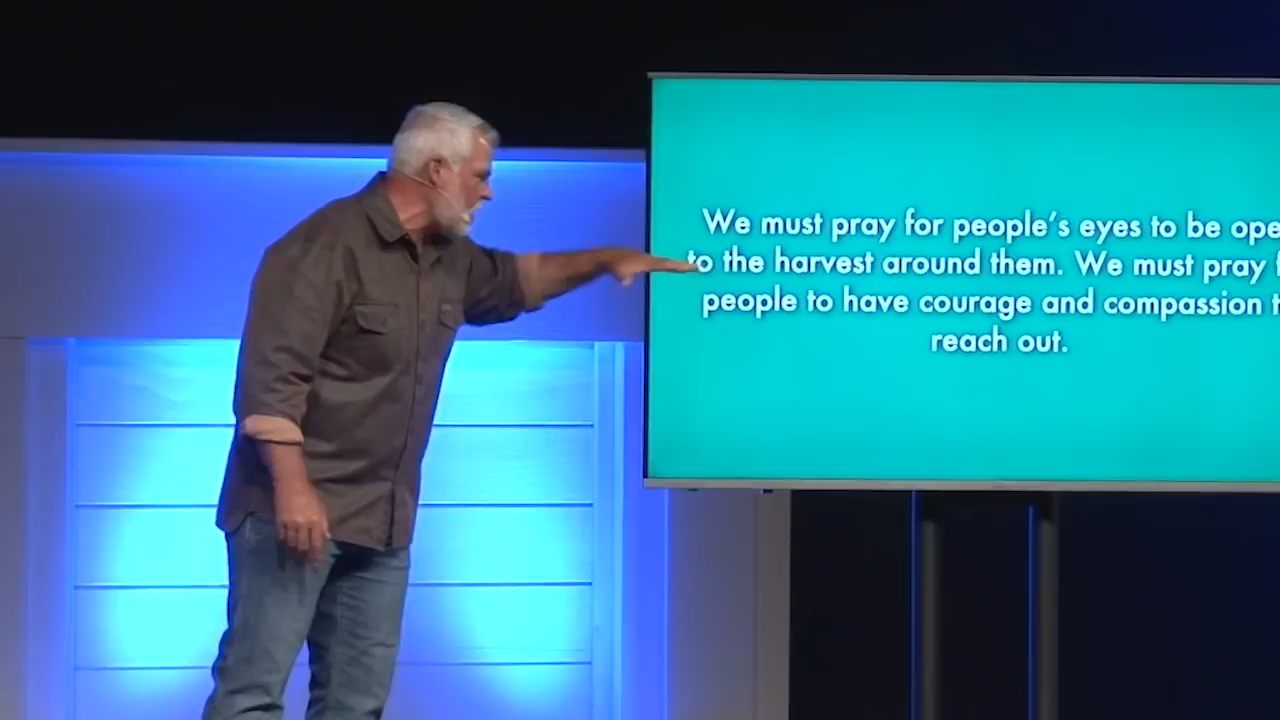 We must pray for people's eyes to be ope
to the harvest around them. We must pray
people to have courage and compassion
reach out.